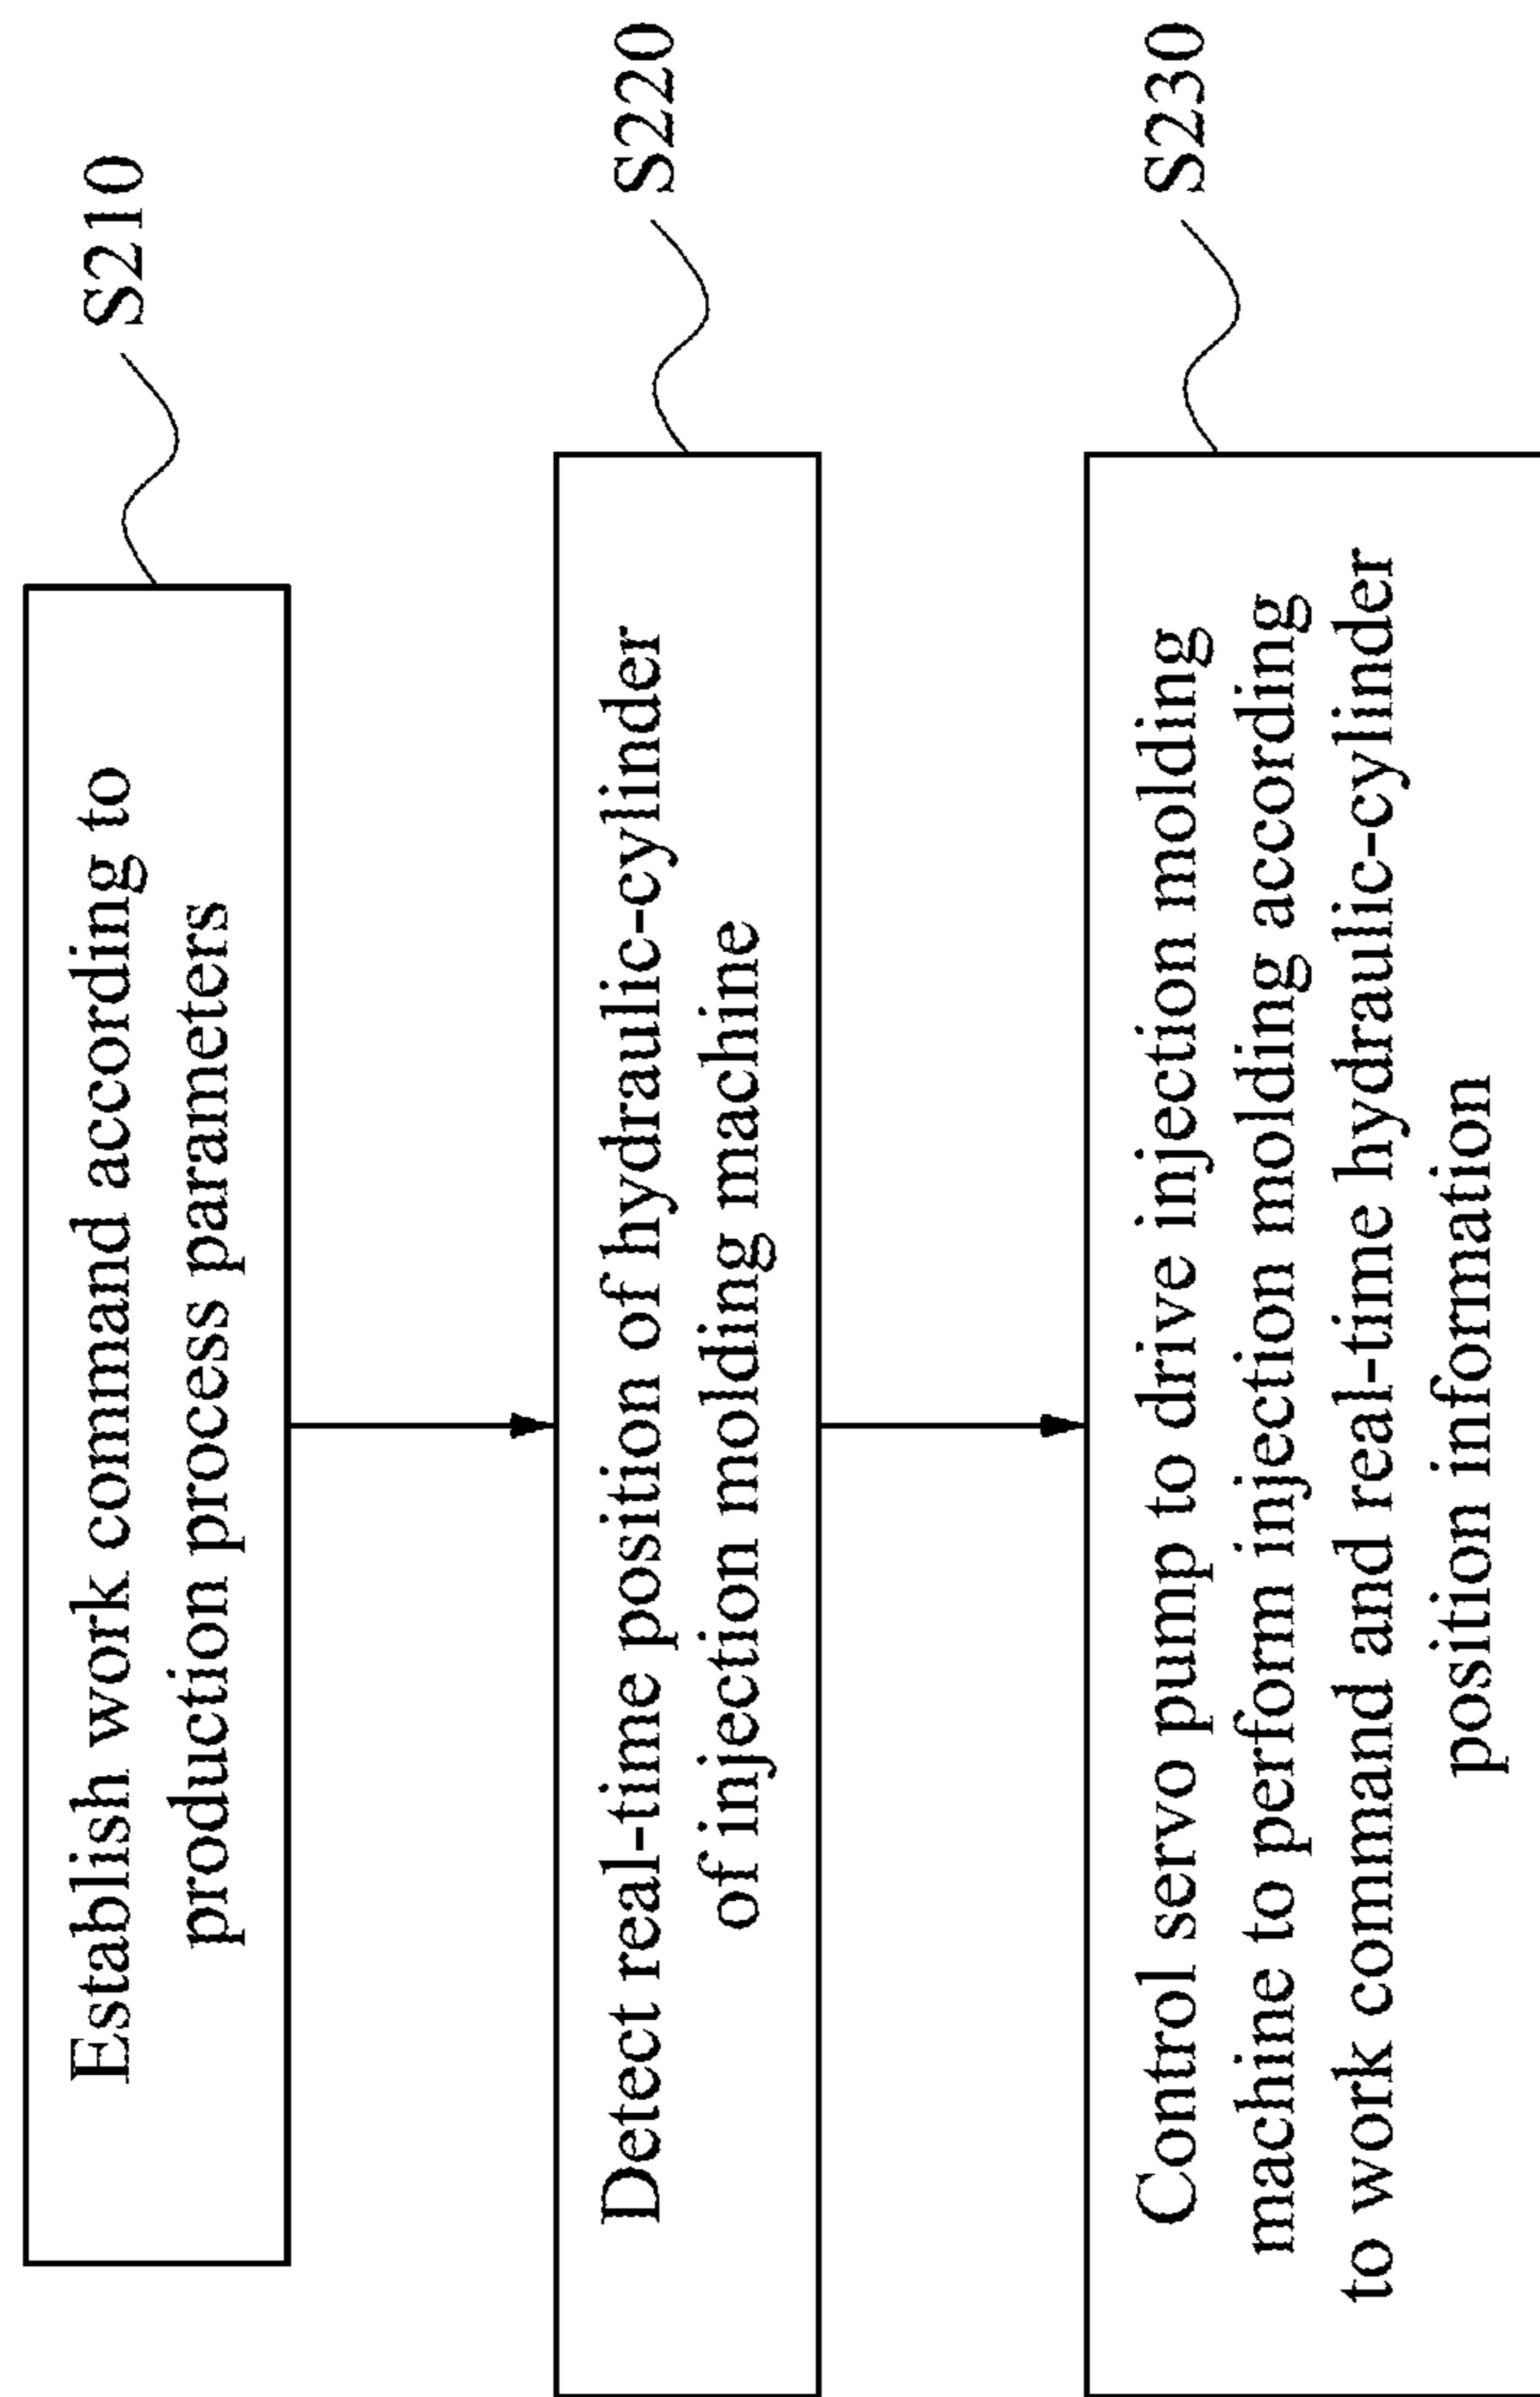 S210
Establish work command according to
production process parameters
S220
Detect real-time position of hydraulic-cylinder
of injection molding machine
S230
Control servo pump to drive injection molding
machine to perform injection molding according
to work command and real-time hydraulic-cylinder
position information